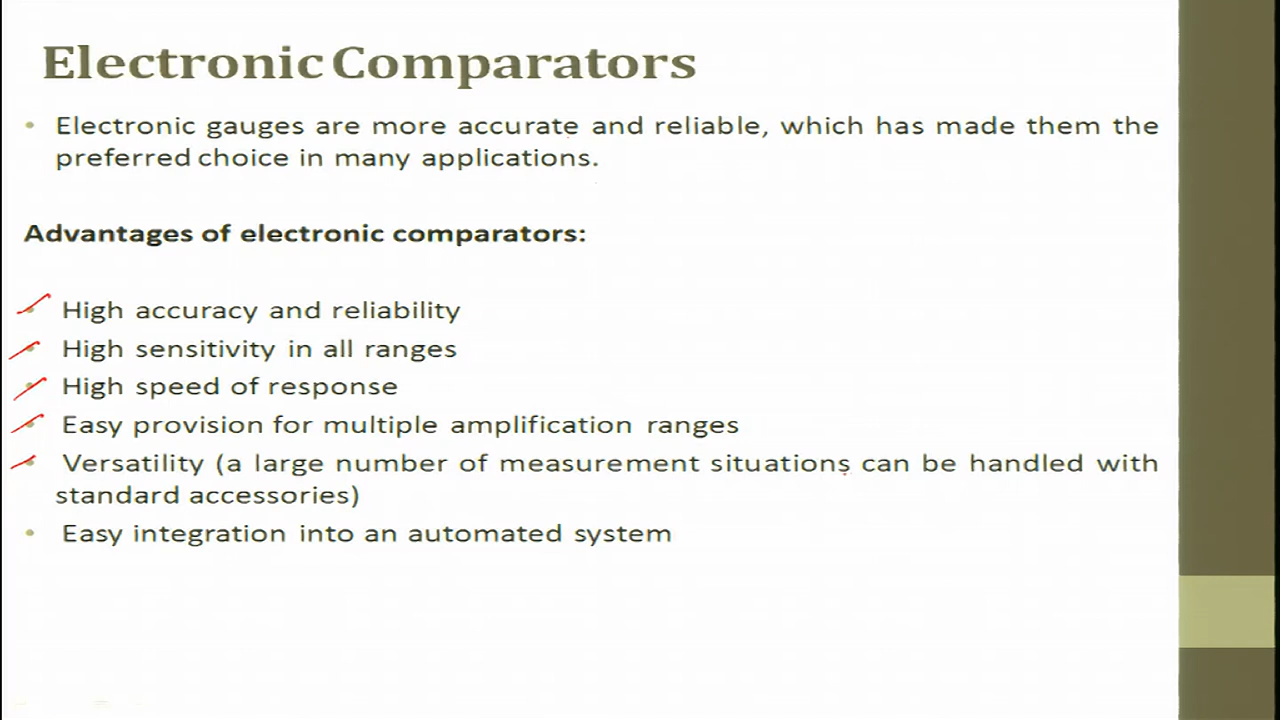 Electronic Comparators
• Electronic gauges are more accurate and reliable, which has made them the
preferred choice in many applications.
Advantages of electronic comparators:
• High accuracy and reliability
• High sensitivity in all ranges
• High speed of response
• Easy provision for multiple amplification ranges
• Versatility (a large number of measurement situations can be handled with
standard accessories)
• Easy integration into an automated system